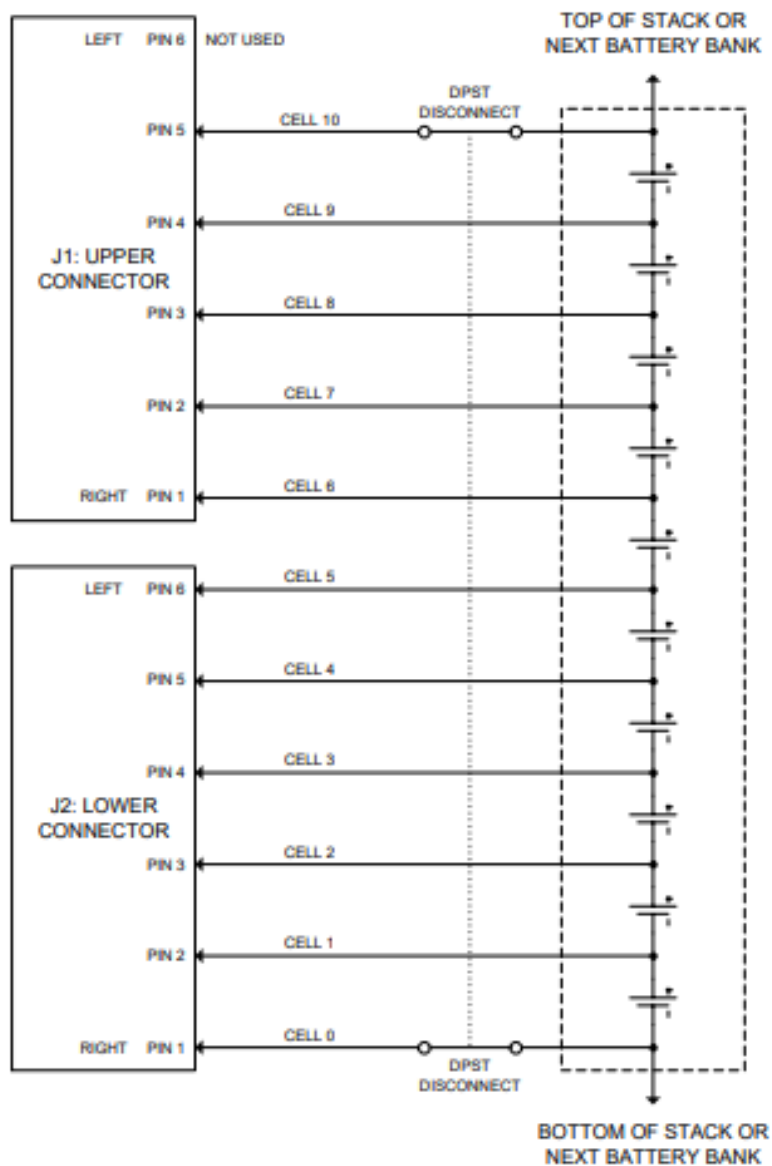 TOP OF STACK OR
NEXT BATTERY BANK
LEFT PIN 6 NOT USED
DPST
DISCONNECT
PIN 5 CELL 10
PIN 4 CELL 9
J1: UPPER
CONNECTOR
PIN 3 CELL 8
PIN 2 CELL 7
RIGHT PIN 1 CELL 6
LEFT PIN 6 CELL 5
PIN 5 CELL 4
PIN 4 CELL 3
J2: LOWER
CONNECTOR
PIN 3 CELL 2
PIN 2 CELL 1
RIGHT PIN 1 CELL 0
DPST
DISCONNECT
BOTTOM OF STACK OR
NEXT BATTERY BANK